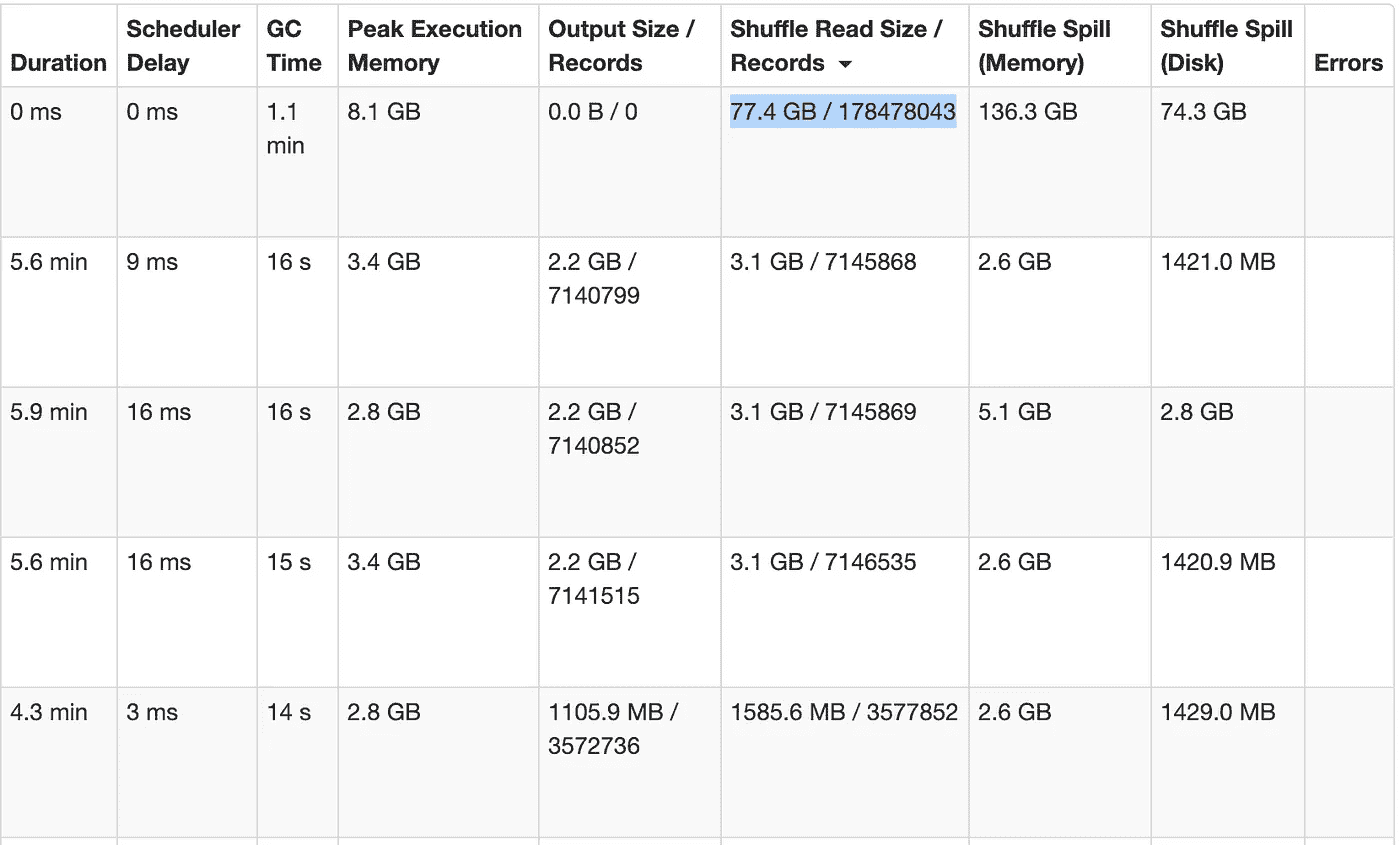 Duration Scheduler Delay GC Time Peak Execution Memory Output Size / Records Shuffle Read Size / Records Shuffle Spill (Memory) Shuffle Spill (Disk) Errors
0 ms 0 ms 1.1 min 8.1 GB 0.0 B / 0 77.4 GB / 178478043 136.3 GB 74.3 GB
5.6 min 9 ms 16 s 3.4 GB 2.2 GB / 7140799 3.1 GB / 7145868 2.6 GB 1421.0 MB
5.9 min 16 ms 16 s 2.8 GB 2.2 GB / 7140852 3.1 GB / 7145869 5.1 GB 2.8 GB
5.6 min 16 ms 15 s 3.4 GB 2.2 GB / 7141515 3.1 GB / 7146535 2.6 GB 1420.9 MB
4.3 min 3 ms 14 s 2.8 GB 1105.9 MB / 3572736 1585.6 MB / 3577852 2.6 GB 1429.0 MB